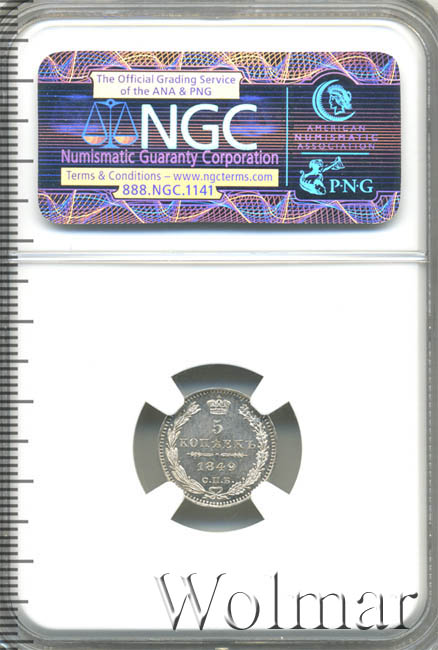 The Official Grading Service
of the ANA & PNG
NGC
Numismatic Guaranty Corporation
Terms & Conditions – www.ngcterms.com
888.NGC.1141
AMERICAN
NUMISMATIC
ASSOCIATION
P·N·G
5
КОПѢЕКЪ
1849
С.П.Б.
Wolmar